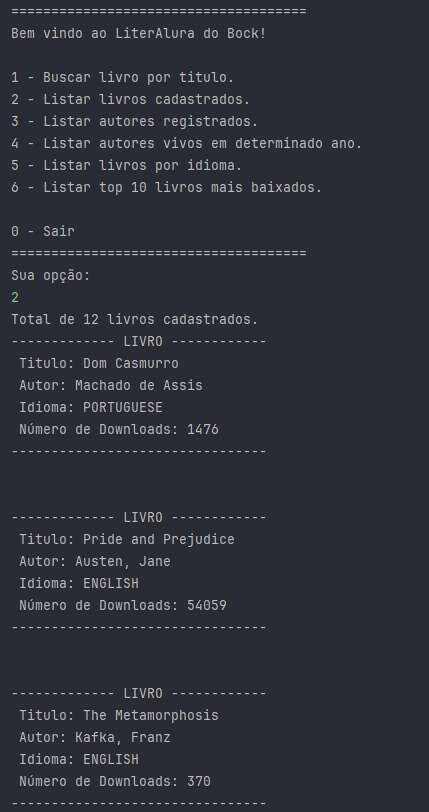 =====================================
Bem vindo ao LiterAlura do Bock!
1 - Buscar livro por titulo.
2 - Listar livros cadastrados.
3 - Listar autores registrados.
4 - Listar autores vivos em determinado ano.
5 - Listar livros por idioma.
6 - Listar top 10 livros mais baixados.
0 - Sair
=====================================
Sua opção:
2
Total de 12 livros cadastrados.
------------- LIVRO ------------
Titulo: Dom Casmurro
Autor: Machado de Assis
Idioma: PORTUGUESE
Número de Downloads: 1476
--------------------------------
------------- LIVRO ------------
Titulo: Pride and Prejudice
Autor: Austen, Jane
Idioma: ENGLISH
Número de Downloads: 54059
--------------------------------
------------- LIVRO ------------
Titulo: The Metamorphosis
Autor: Kafka, Franz
Idioma: ENGLISH
Número de Downloads: 370
--------------------------------